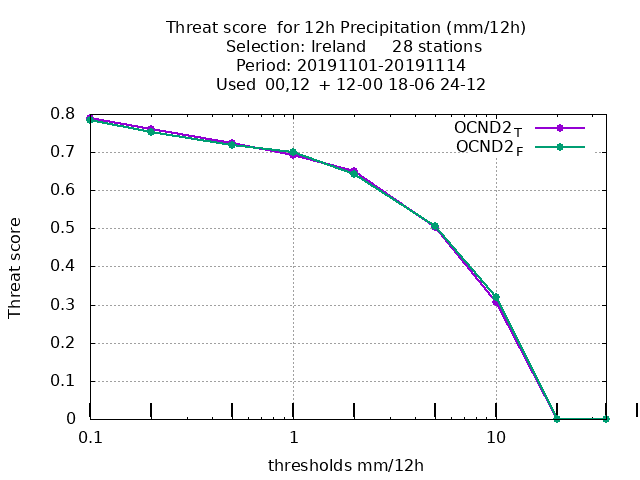 Threat score  for 12h Precipitation (mm/12h)
Selection: Ireland     28 stations
Period: 20191101-20191114
Used  00,12  + 12-00 18-06 24-12
OCND2T
OCND2F
0.8
0.7
0.6
0.5
0.4
0.3
0.2
0.1
0
Threat score
0.1
1
10
thresholds mm/12h